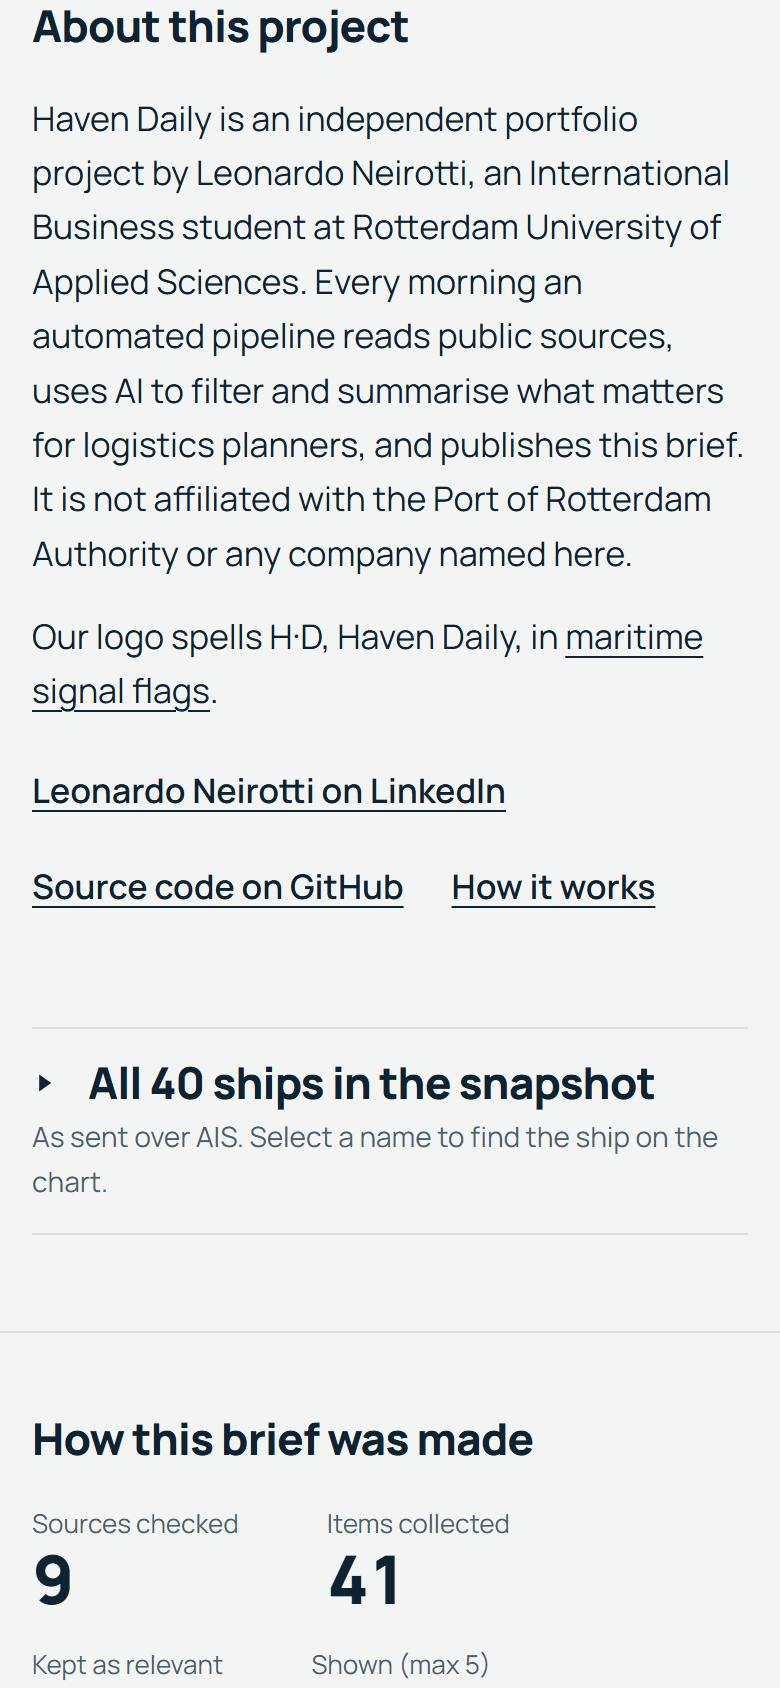 About this project
Haven Daily is an independent portfolio
project by Leonardo Neirotti, an International
Business student at Rotterdam University of
Applied Sciences. Every morning an
automated pipeline reads public sources,
uses AI to filter and summarise what matters
for logistics planners, and publishes this brief.
It is not affiliated with the Port of Rotterdam
Authority or any company named here.
Our logo spells H·D, Haven Daily, in maritime
signal flags.
Leonardo Neirotti on LinkedIn
Source code on GitHub How it works
All 40 ships in the snapshot
As sent over AIS. Select a name to find the ship on the
chart.
How this brief was made
Sources checked Items collected
9 41
Kept as relevant Shown (max 5)